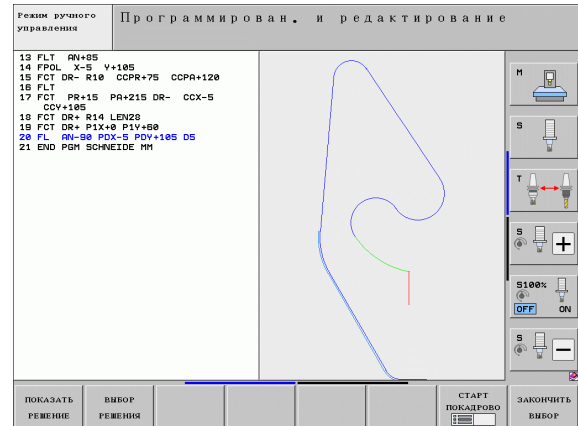 Режим ручного
управления
Программирован. и редактирование
13 FLT AN+85
14 FPOL X-5 Y+105
15 FCT DR- R10 CCPR+75 CCPA+120
16 FLT
17 FCT PR+15 PA+215 DR- CCX-5
CCY+105
18 FCT DR+ R14 LEN28
19 FCT DR+ P1X+0 P1Y+60
20 FL AN-90 PDX-5 PDY+105 D5
21 END PGM SCHNEIDE MM
M
S
T
S
S100%
OFF ON
S
ПОКАЗАТЬ
РЕШЕНИЕ
ВЫБОР
РЕШЕНИЯ
СТАРТ
ПОКАДРОВО
ЗАКОНЧИТЬ
ВЫБОР